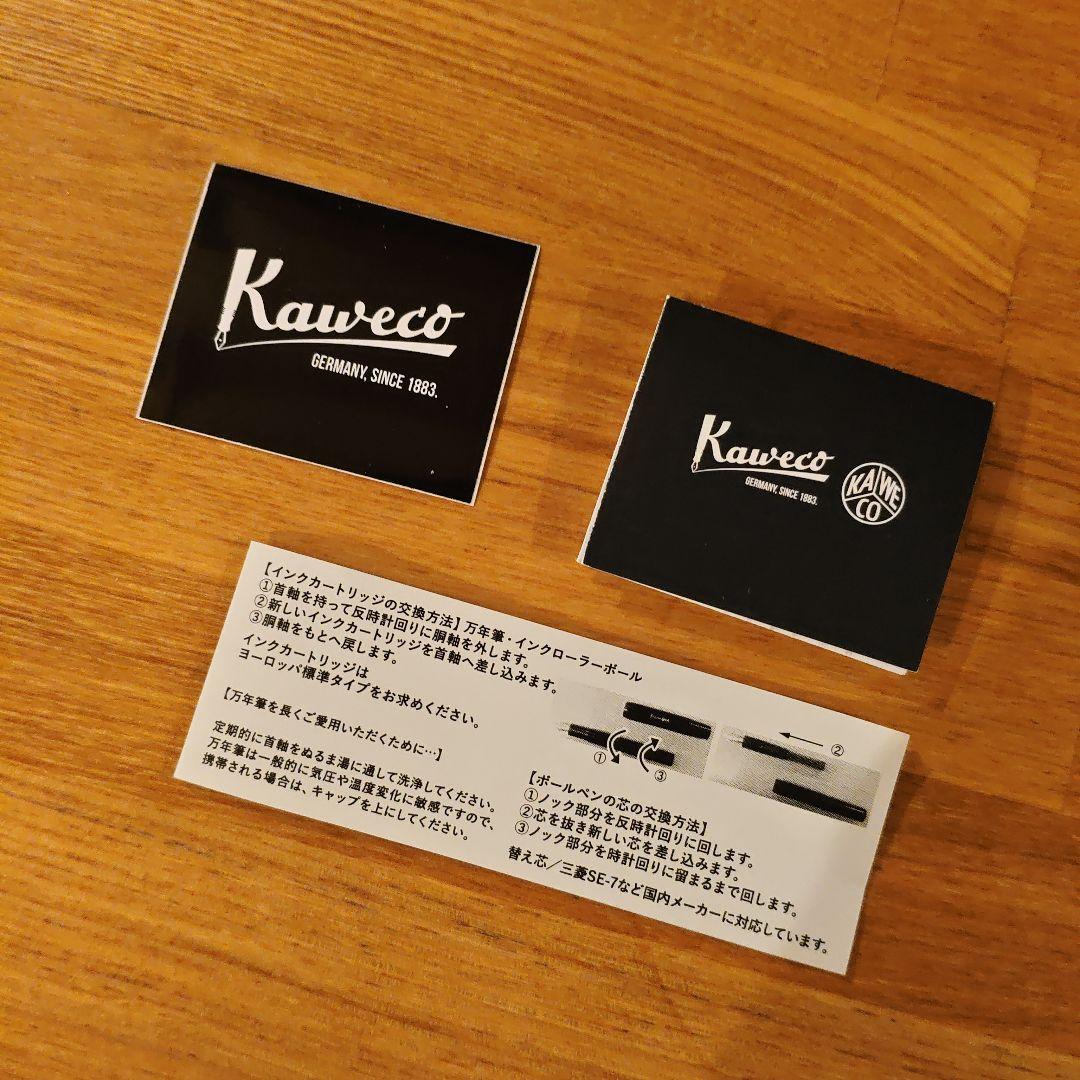 Kaweco
GERMANY, SINCE 1883.
Kaweco
GERMANY, SINCE 1883.
KA WE
CO
【インクカートリッジの交換方法】万年筆・インクローラーボール
①首軸を持って反時計回りに胴軸を外します。
②新しいインクカートリッジを首軸へ差し込みます。
③胴軸をもとへ戻します。
インクカートリッジは
ヨーロッパ標準タイプをお求めください。
【万年筆を長くご愛用いただくために…】
定期的に首軸をぬるま湯に通して洗浄してください。
万年筆は一般的に気圧や温度変化に敏感ですので、
携帯される場合は、キャップを上にしてください。
①
③
②
【ボールペンの芯の交換方法】
①ノック部分を反時計回りに回します。
②芯を抜き新しい芯を差し込みます。
③ノック部分を時計回りに留まるまで回します。
替え芯／三菱SE-7など国内メーカーに対応しています。